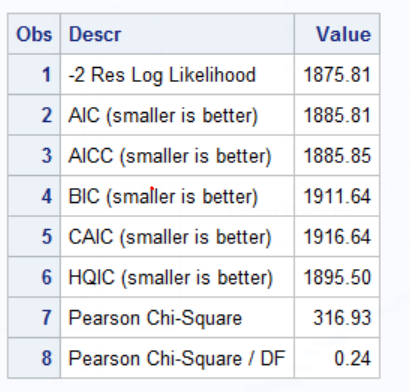 Obs Descr Value
1 -2 Res Log Likelihood 1875.81
2 AIC (smaller is better) 1885.81
3 AICC (smaller is better) 1885.85
4 BIC (smaller is better) 1911.64
5 CAIC (smaller is better) 1916.64
6 HQIC (smaller is better) 1895.50
7 Pearson Chi-Square 316.93
8 Pearson Chi-Square / DF 0.24